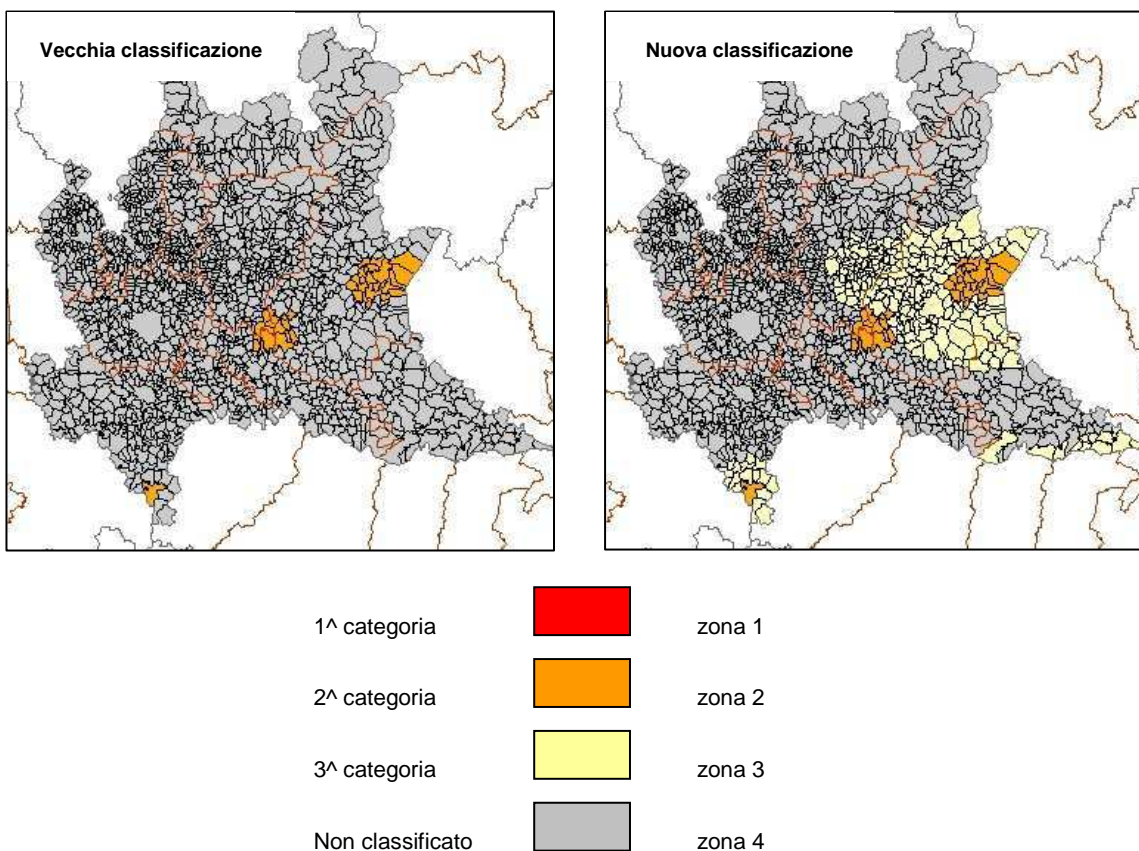 Vecchia classificazione
Nuova classificazione
1^ categoria zona 1
2^ categoria zona 2
3^ categoria zona 3
Non classificato zona 4